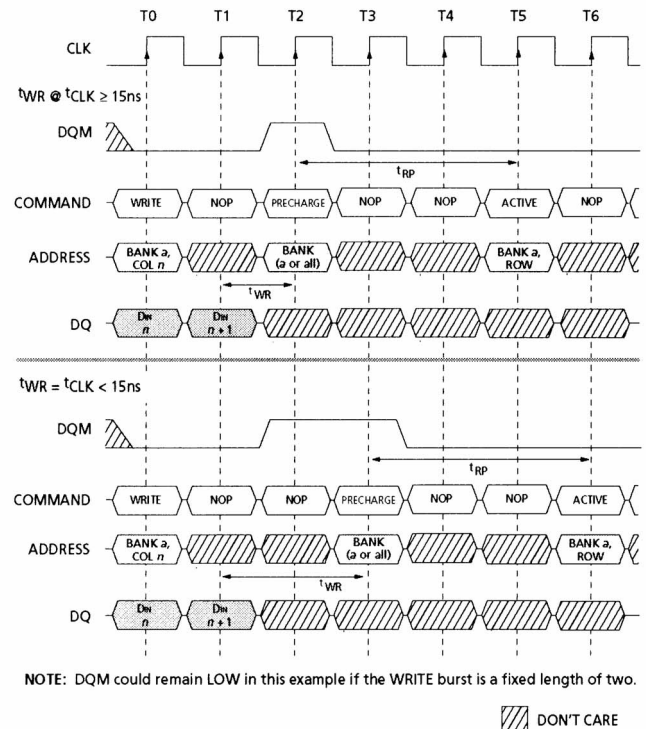 T0 T1 T2 T3 T4 T5 T6
CLK
tWR @ tCLK ≥ 15ns
DQM
tRP
COMMAND WRITE NOP PRECHARGE NOP NOP ACTIVE NOP
ADDRESS BANK a, COL n BANK (a or all) BANK a, ROW
tWR
DQ DIN n DIN n + 1
tWR = tCLK < 15ns
DQM
tRP
COMMAND WRITE NOP NOP PRECHARGE NOP NOP ACTIVE
ADDRESS BANK a, COL n BANK (a or all) BANK a, ROW
tWR
DQ DIN n DIN n + 1
NOTE: DQM could remain LOW in this example if the WRITE burst is a fixed length of two.
DON'T CARE